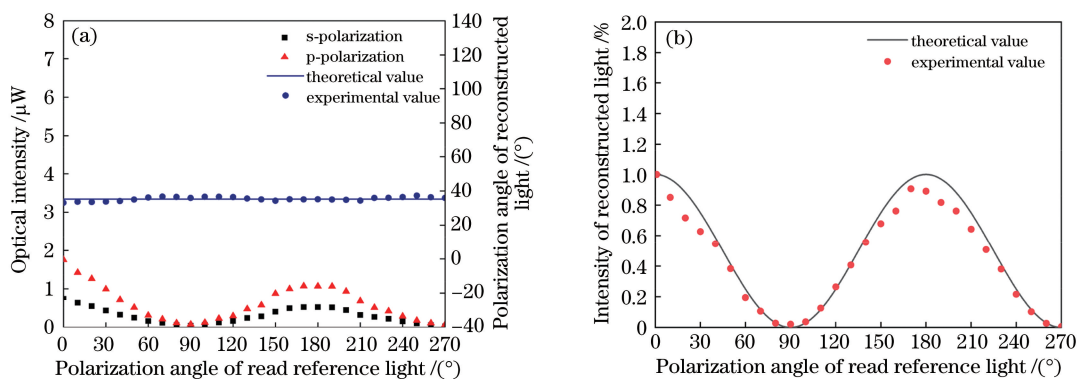 (a)
s-polarization
p-polarization
theoretical value
experimental value
Optical intensity /μW
8
7
6
5
4
3
2
1
0
140
120
100
80
60
40
20
0
−20
−40
Polarization angle of reconstructed
light /(°)
0 30 60 90 120 150 180 210 240 270
Polarization angle of read reference light /(°)
(b)
theoretical value
experimental value
Intensity of reconstructed light /%
2.0
1.8
1.6
1.4
1.2
1.0
0.8
0.6
0.4
0.2
0
0 30 60 90 120 150 180 210 240 270
Polarization angle of read reference light /(°)